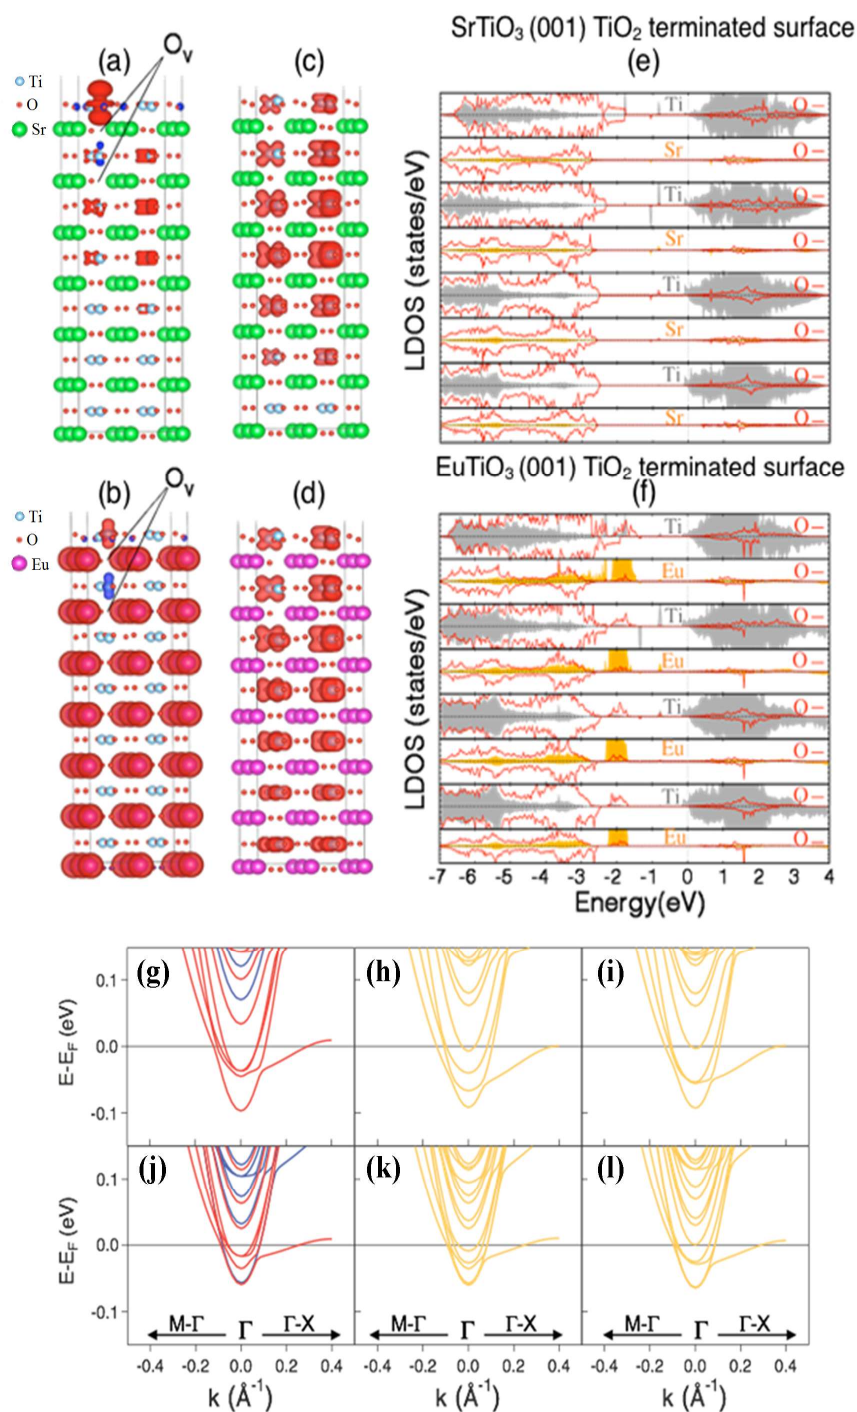 SrTiO3 (001) TiO2 terminated surface
(a) Ov (c) (e)
Ti
O
Sr
Ti O−
Sr O−
Ti O−
Sr O−
Ti O−
Sr O−
Ti O−
Sr O−
LDOS (states/eV)
EuTiO3 (001) TiO2 terminated surface
(b) Ov (d) (f)
Ti
O
Eu
Ti O−
Eu O−
Ti O−
Eu O−
Ti O−
Eu O−
Ti O−
Eu O−
LDOS (states/eV)
-7 -6 -5 -4 -3 -2 -1 0 1 2 3 4
Energy(eV)
(g) (h) (i)
0.1
0.0
-0.1
E-EF (eV)
(j) (k) (l)
0.1
0.0
-0.1
E-EF (eV)
M-Γ Γ Γ-X M-Γ Γ Γ-X M-Γ Γ Γ-X
-0.4 -0.2 0.0 0.2 0.4 -0.4 -0.2 0.0 0.2 0.4 -0.4 -0.2 0.0 0.2 0.4
k (Å-1) k (Å-1) k (Å-1)